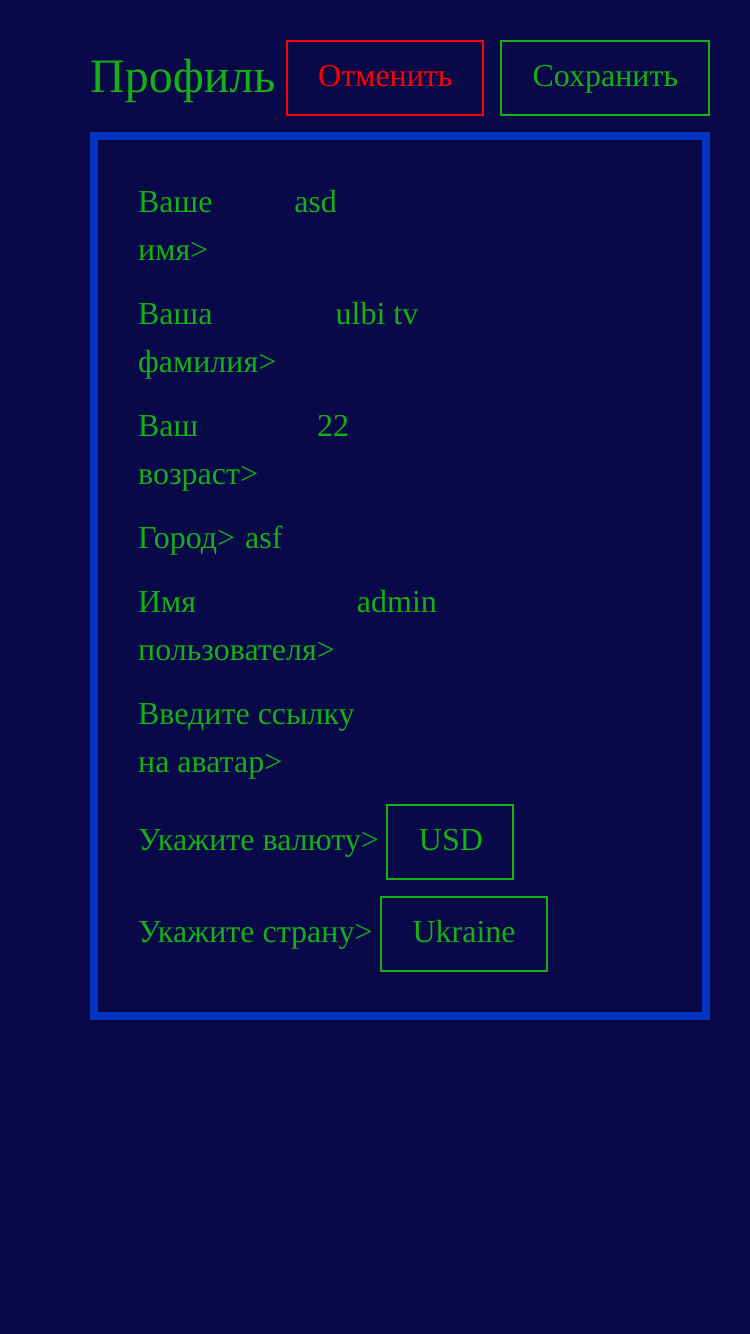 Профиль Отменить Сохранить
Ваше asd
имя>
Ваша ulbi tv
фамилия>
Ваш 22
возраст>
Город> asf
Имя admin
пользователя>
Введите ссылку
на аватар>
Укажите валюту> USD
Укажите страну> Ukraine